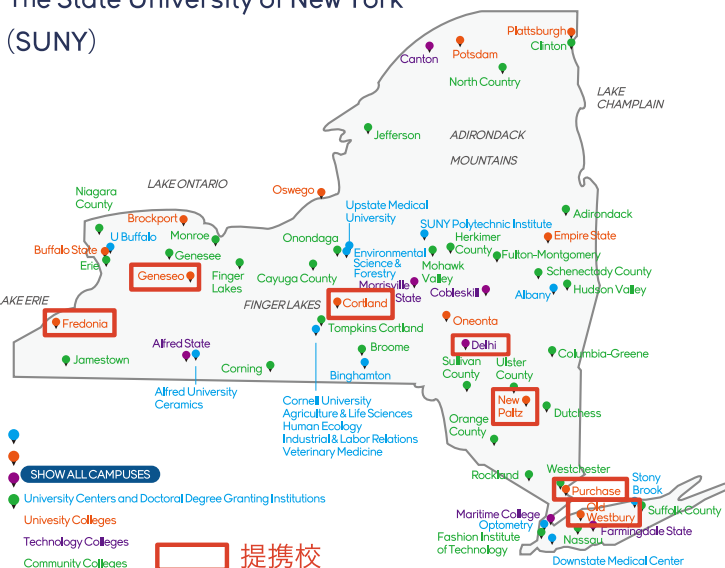 The State University of New York
(SUNY)
Plattsburgh
Clinton
Canton
Potsdam
North Country
LAKE
CHAMPLAIN
Jefferson
ADIRONDACK
MOUNTAINS
LAKE ONTARIO
Oswego
Niagara
County
Upstate Medical
University
Brockport
SUNY Polytechnic Institute
Adirondack
U Buffalo
Monroe
Onondaga
Herkimer
County
Empire State
Buffalo State
Erie
Genesee
Environmental
Science &
Forestry
Mohawk
Valley
Fulton-Montgomery
Geneseo
Finger
Lakes
Cayuga County
Morrisville
State
Cobleskill
Schenectady County
Albany
Hudson Valley
LAKE ERIE
FINGER LAKES
Cortland
Fredonia
Oneonta
Tompkins Cortland
Alfred State
Broome
Delhi
Jamestown
Corning
Binghamton
Sullivan
County
Ulster
County
Columbia-Greene
Alfred University
Ceramics
Cornell University
Agriculture & Life Sciences
Human Ecology
Industrial & Labor Relations
Veterinary Medicine
New
Paltz
Dutchess
Orange
County
Rockland
Westchester
Stony
Brook
SHOW ALL CAMPUSES
Purchase
University Centers and Doctoral Degree Granting Institutions
Old
Westbury
Suffolk County
Univesity Colleges
Maritime College
Optometry
Farmingdale State
Technology Colleges
Fashion Institute
of Technology
Nassau
Community Colleges
提携校
Downstate Medical Center